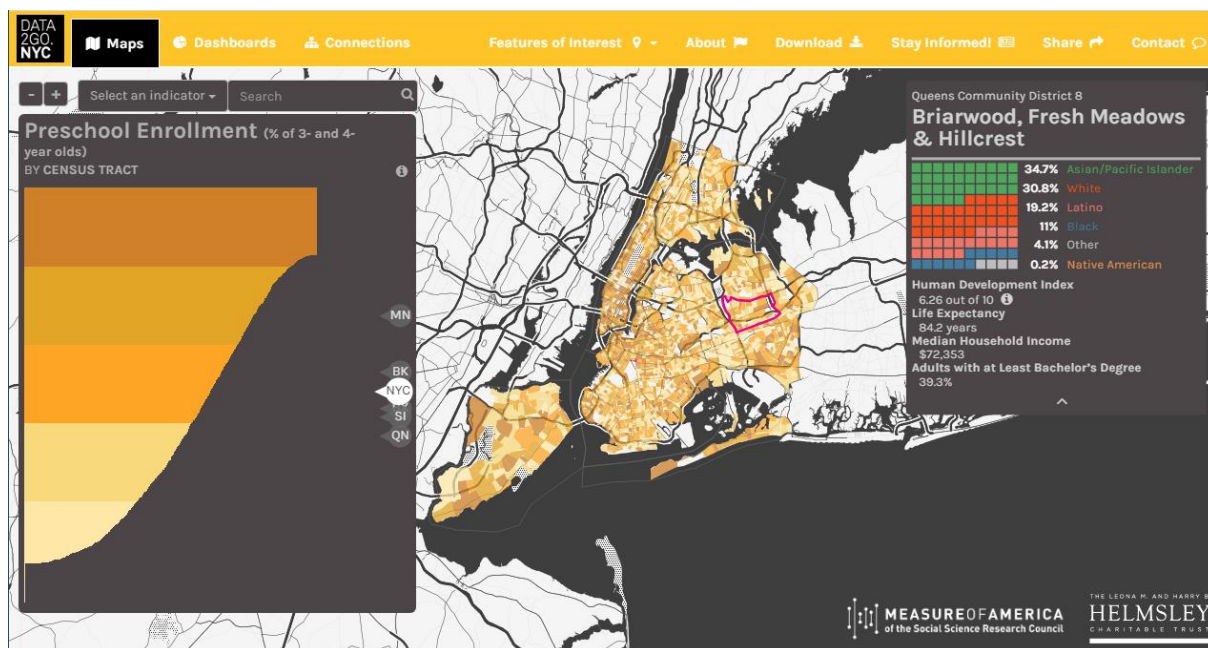 DATA
2GO.
NYC
Maps
Dashboards
Connections
Features of Interest
About
Download
Stay Informed!
Share
Contact
- +
Select an indicator
Search
Preschool Enrollment (% of 3- and 4-
year olds)
BY CENSUS TRACT
MN
BK
NYC
SI
QN
Queens Community District 8
Briarwood, Fresh Meadows
& Hillcrest
34.7% Asian/Pacific Islander
30.8% White
19.2% Latino
11% Black
4.1% Other
0.2% Native American
Human Development Index
6.26 out of 10
Life Expectancy
84.2 years
Median Household Income
$72,353
Adults with at Least Bachelor's Degree
39.3%
MEASURE OF AMERICA
of the Social Science Research Council
THE LEONA M. AND HARRY B
HELMSLEY
CHARITABLE TRUST